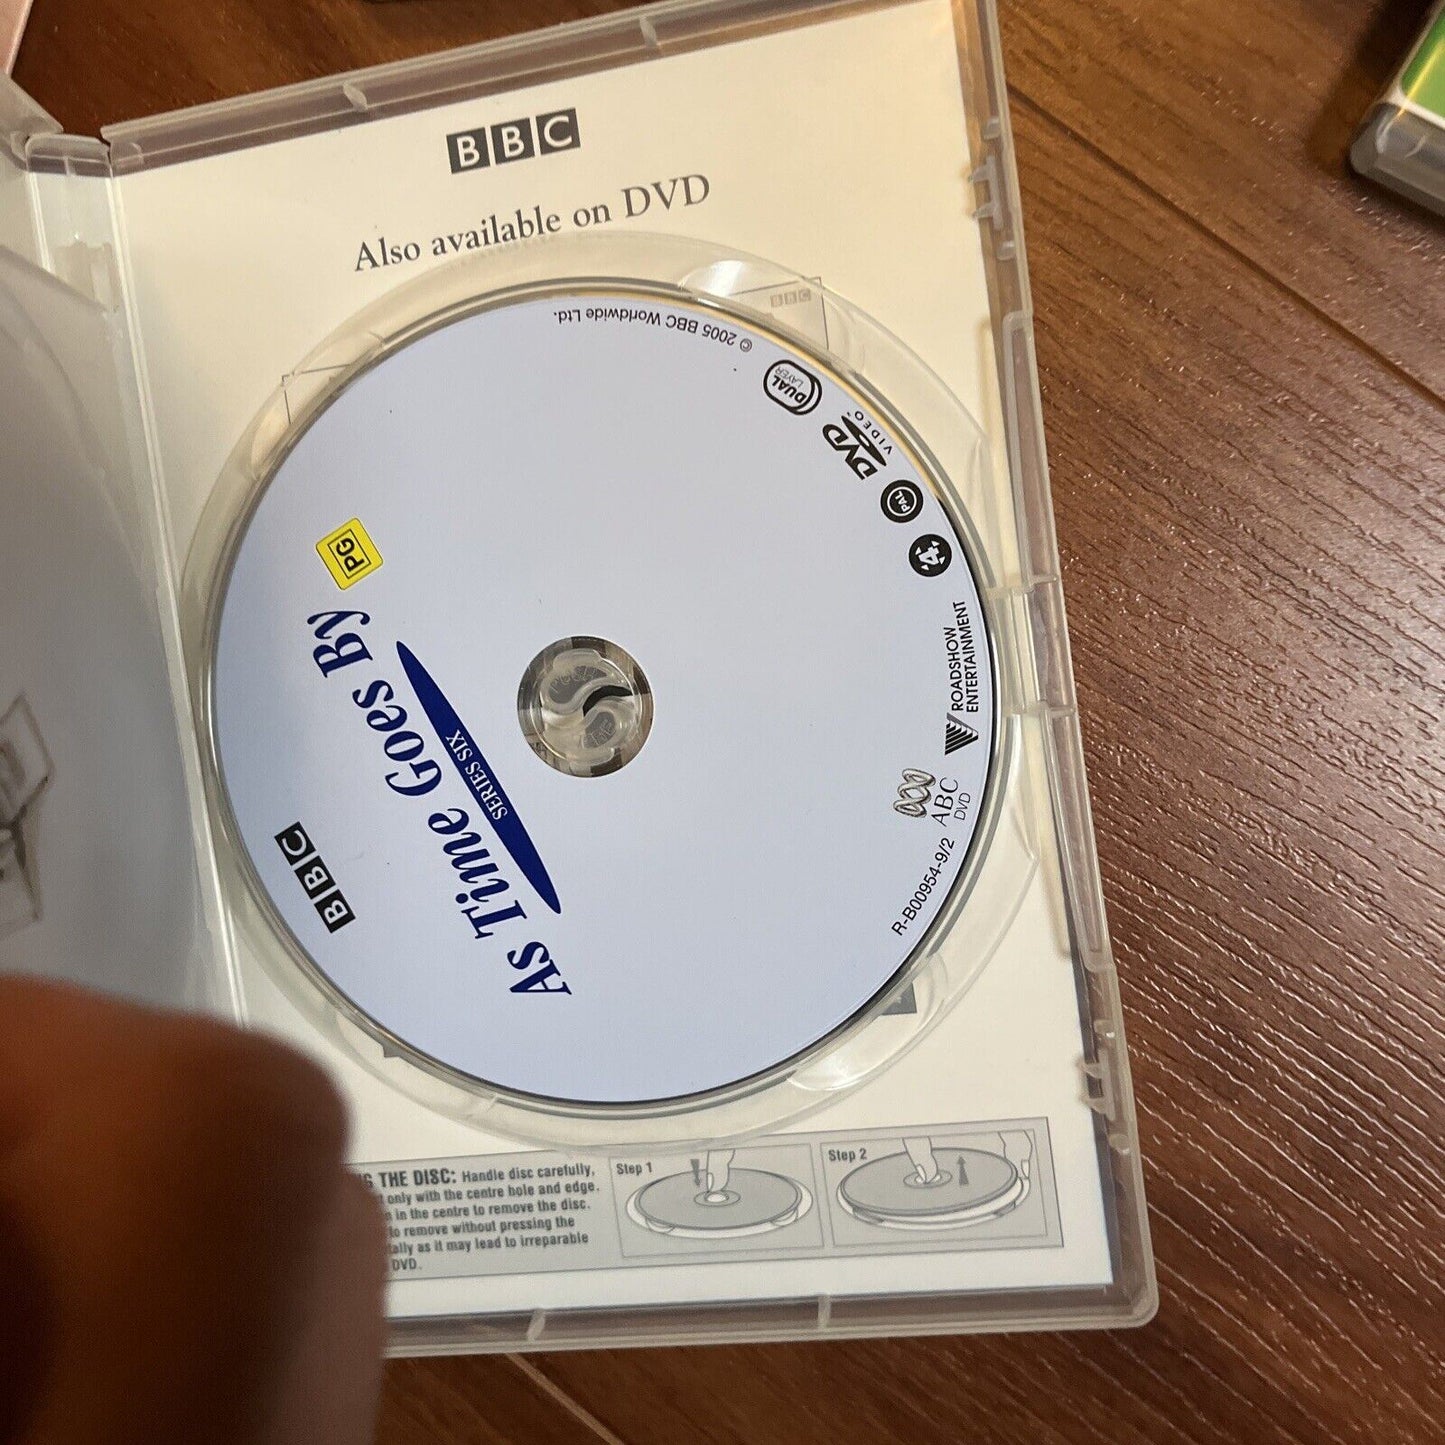 BBC
Also available on DVD
BBC
© 2005 BBC Worldwide Ltd.
DUAL
LAYER
DVD
VIDEO
PAL
4
ROADSHOW
ENTERTAINMENT
ABC
DVD
R-B00954-9/2
PG
As Time Goes By
SERIES SIX
BBC
THE DISC: Handle disc carefully,
only with the centre hole and edge.
in the centre to remove the disc.
to remove without pressing the
as it may lead to irreparable
DVD.
Step 1
Step 2